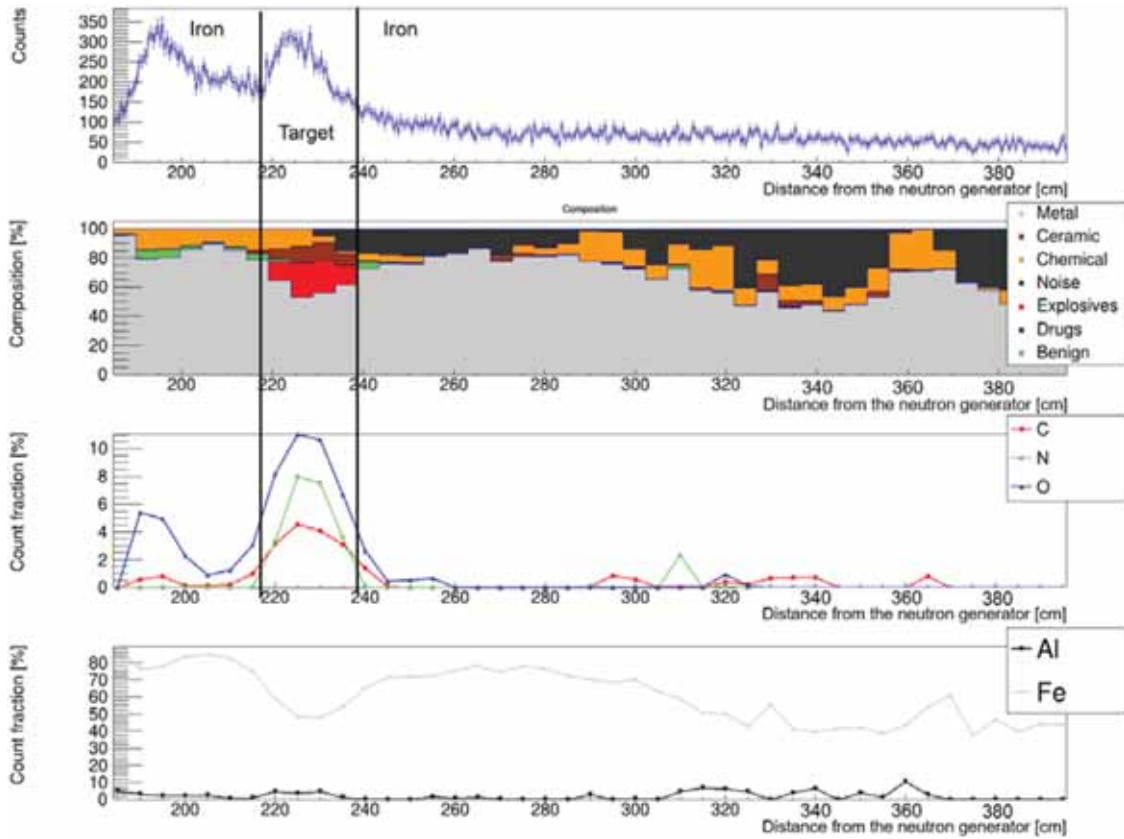 Counts
350
300
250
200
150
100
50
0
Iron
Iron
Target
200 220 240 260 280 300 320 340 360 380
Distance from the neutron generator [cm]
Composition
Composition [%]
100
80
60
40
20
0
Metal
Ceramic
Chemical
Noise
Explosives
Drugs
Benign
200 220 240 260 280 300 320 340 360 380
Distance from the neutron generator [cm]
Count fraction [%]
10
8
6
4
2
0
C
N
O
200 220 240 260 280 300 320 340 360 380
Distance from the neutron generator [cm]
Count fraction [%]
80
70
60
50
40
30
20
10
0
Al
Fe
200 220 240 260 280 300 320 340 360 380
Distance from the neutron generator [cm]